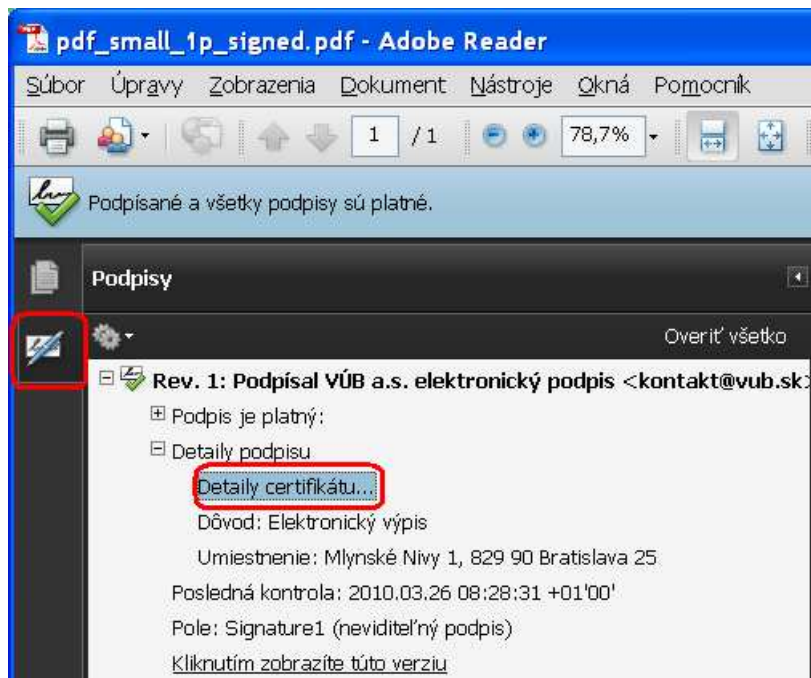 pdf_small_1p_signed.pdf - Adobe Reader
Súbor Úpravy Zobrazenia Dokument Nástroje Okná Pomocník
1 / 1 78,7%
Podpísané a všetky podpisy sú platné.
Podpisy
Overiť všetko
Rev. 1: Podpísal VÚB a.s. elektronický podpis <kontakt@vub.sk>
Podpis je platný:
Detaily podpisu
Detaily certifikátu...
Dôvod: Elektronický výpis
Umiestnenie: Mlynské Nivy 1, 829 90 Bratislava 25
Posledná kontrola: 2010.03.26 08:28:31 +01'00'
Pole: Signature1 (neviditeľný podpis)
Kliknutím zobrazíte túto verziu